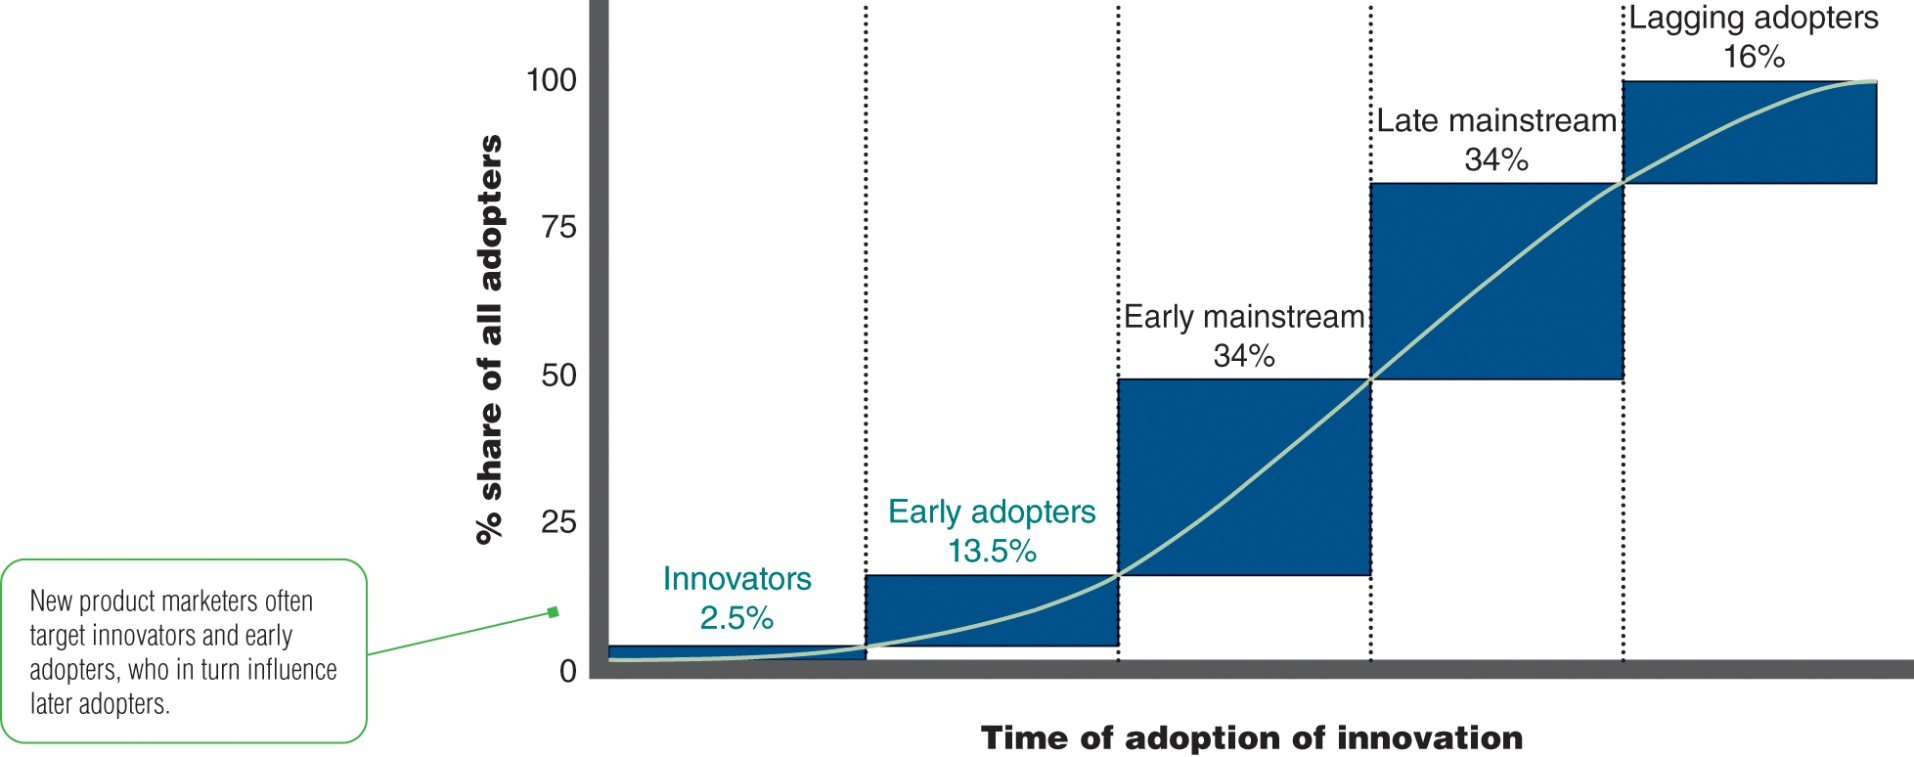 Lagging adopters
16%
100
Late mainstream
34%
75
Early mainstream
34%
50
Early adopters
13.5%
25
Innovators
2.5%
0
% share of all adopters
New product marketers often
target innovators and early
adopters, who in turn influence
later adopters.
Time of adoption of innovation